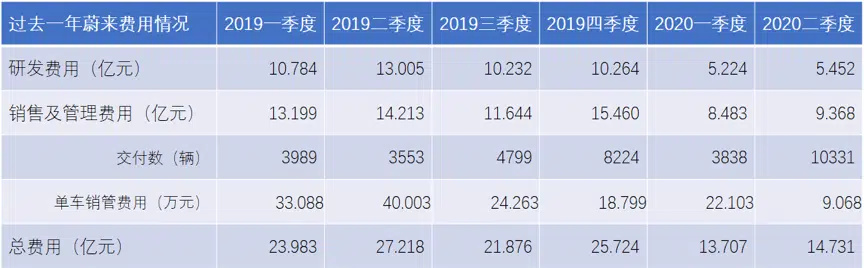 过去一年蔚来费用情况 2019一季度 2019二季度 2019三季度 2019四季度 2020一季度 2020二季度
研发费用（亿元） 10.784 13.005 10.232 10.264 5.224 5.452
销售及管理费用（亿元） 13.199 14.213 11.644 15.460 8.483 9.368
交付数（辆） 3989 3553 4799 8224 3838 10331
单车销管费用（万元） 33.088 40.003 24.263 18.799 22.103 9.068
总费用（亿元） 23.983 27.218 21.876 25.724 13.707 14.731